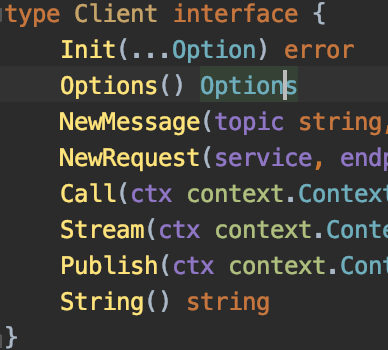 type Client interface {
Init(...Option) error
Options() Options
NewMessage(topic string,
NewRequest(service, endp
Call(ctx context.Context
Stream(ctx context.Conte
Publish(ctx context.Cont
String() string
}